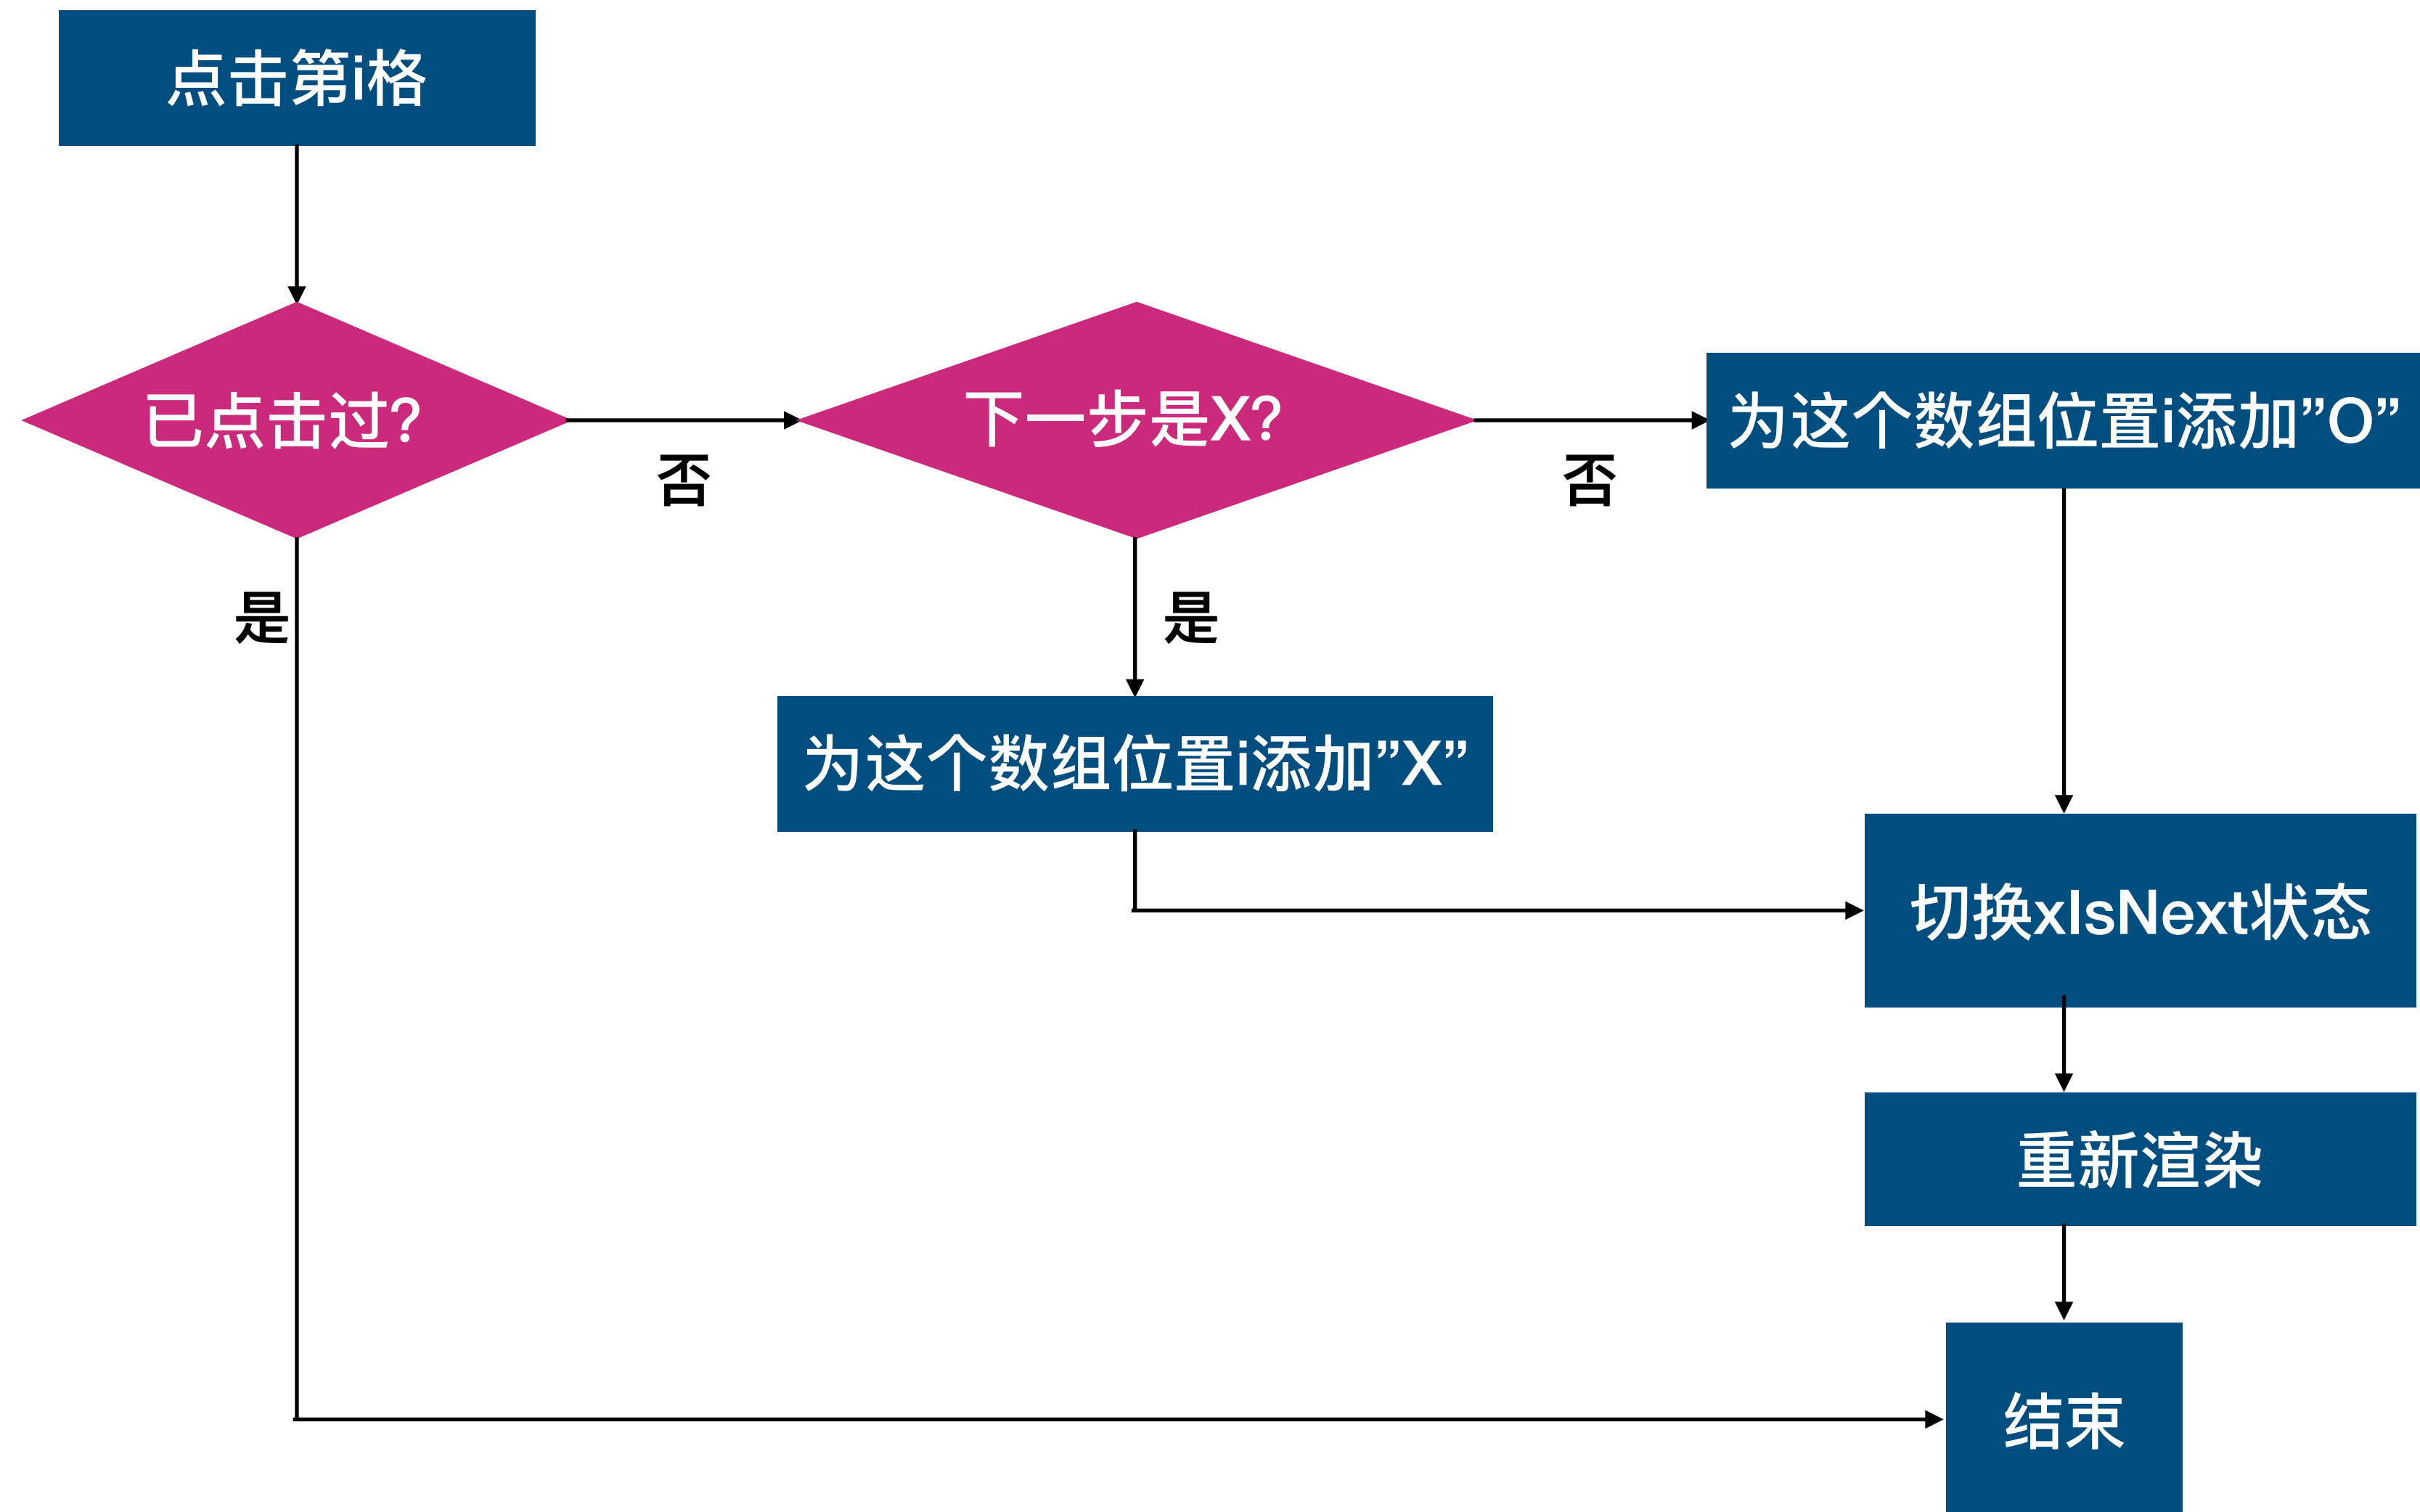 点击第i格
已点击过?
否
下一步是X?
否
为这个数组位置i添加”O”
是
是
为这个数组位置i添加”X”
切换xIsNext状态
重新渲染
结束